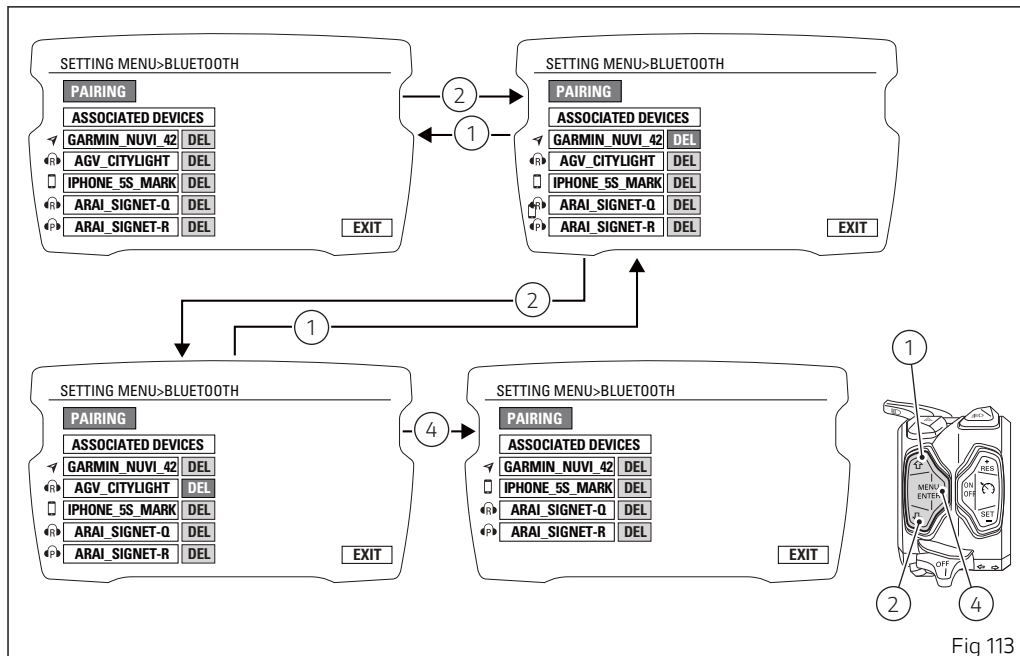 SETTING MENU>BLUETOOTH
PAIRING
ASSOCIATED DEVICES
GARMIN_NUVI_42 DEL
R AGV_CITYLIGHT DEL
IPHONE_5S_MARK DEL
R ARAI_SIGNET-Q DEL
P ARAI_SIGNET-R DEL
EXIT
2
1
SETTING MENU>BLUETOOTH
PAIRING
ASSOCIATED DEVICES
GARMIN_NUVI_42 DEL
R AGV_CITYLIGHT DEL
IPHONE_5S_MARK DEL
R ARAI_SIGNET-Q DEL
P ARAI_SIGNET-R DEL
EXIT
2
1
SETTING MENU>BLUETOOTH
PAIRING
ASSOCIATED DEVICES
GARMIN_NUVI_42 DEL
R AGV_CITYLIGHT DEL
IPHONE_5S_MARK DEL
R ARAI_SIGNET-Q DEL
P ARAI_SIGNET-R DEL
EXIT
4
SETTING MENU>BLUETOOTH
PAIRING
ASSOCIATED DEVICES
GARMIN_NUVI_42 DEL
IPHONE_5S_MARK DEL
R ARAI_SIGNET-Q DEL
P ARAI_SIGNET-R DEL
EXIT
1
+
RES
MENU
ENTER
ON
OFF
SET
-
OFF
2
4
Fig 113